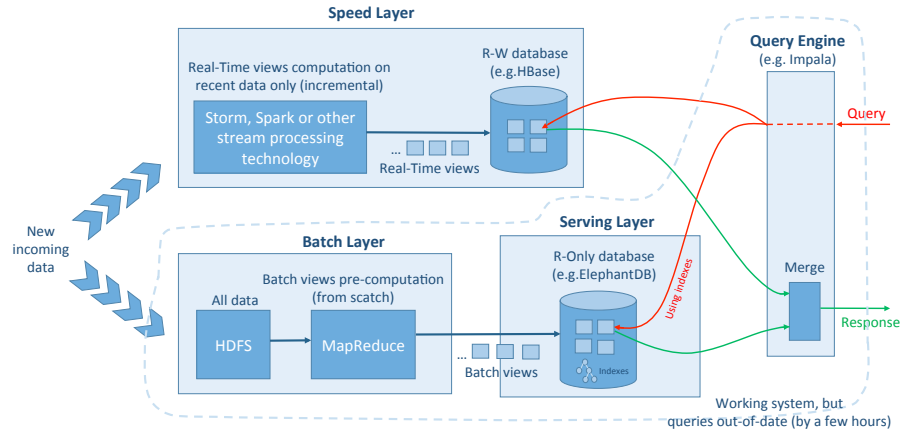 Speed Layer
R-W database
(e.g.HBase)
Real-Time views computation on
recent data only (incremental)
Storm, Spark or other
stream processing
technology
...
Real-Time views
Query Engine
(e.g. Impala)
Query
New
incoming
data
Batch Layer
Batch views pre-computation
(from scatch)
All data
HDFS
MapReduce
...
Batch views
Serving Layer
R-Only database
(e.g.ElephantDB)
Indexes
Using indexes
Merge
Response
Working system, but
queries out-of-date (by a few hours)